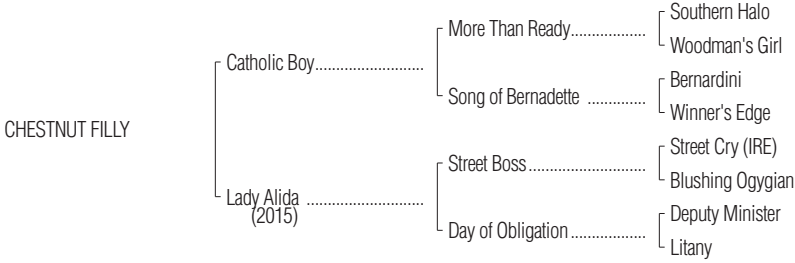 Southern Halo
More Than Ready
Woodman's Girl
Catholic Boy
Bernardini
Song of Bernadette
Winner's Edge
CHESTNUT FILLY
Street Cry (IRE)
Street Boss
Blushing Ogygian
Lady Alida
(2015)
Deputy Minister
Day of Obligation
Litany